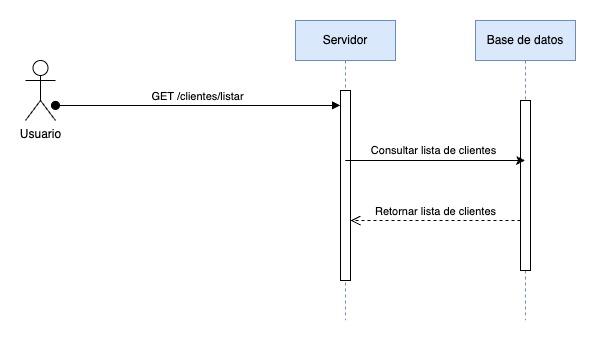 Servidor
Base de datos
GET /clientes/listar
Usuario
Consultar lista de clientes
Retornar lista de clientes